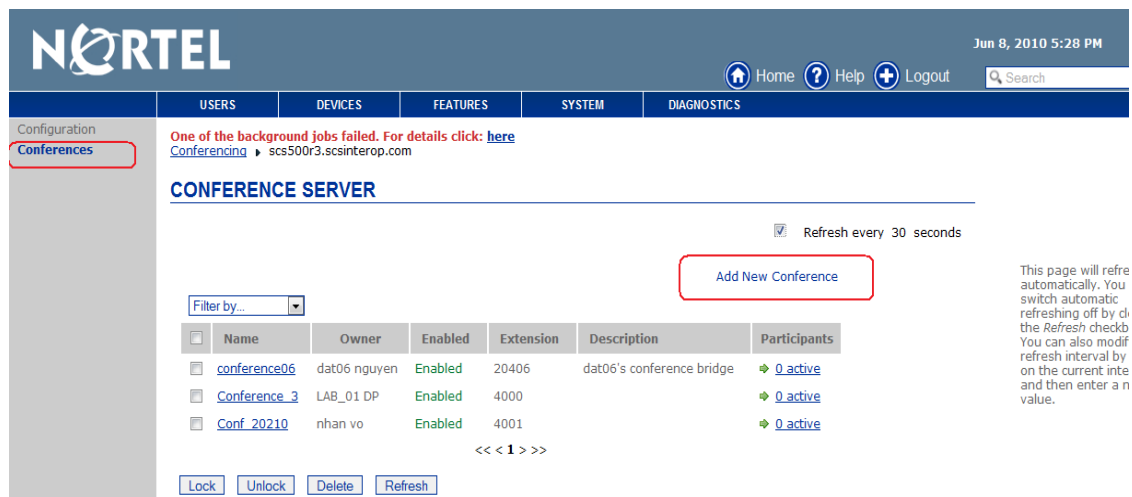 NORTEL
Jun 8, 2010 5:28 PM
Home Help Logout Search
USERS DEVICES FEATURES SYSTEM DIAGNOSTICS
Configuration
Conferences
One of the background jobs failed. For details click: here
Conferencing scs500r3.scsinterop.com
CONFERENCE SERVER
Refresh every 30 seconds
Add New Conference
Filter by...
Name Owner Enabled Extension Description Participants
conference06 dat06 nguyen Enabled 20406 dat06's conference bridge 0 active
Conference_3 LAB_01 DP Enabled 4000 0 active
Conf_20210 nhan vo Enabled 4001 0 active
<< < 1 > >>
Lock Unlock Delete Refresh
This page will refre
automatically. You
switch automatic
refreshing off by cl
the Refresh checkb
You can also modif
refresh interval by
on the current inte
and then enter a n
value.